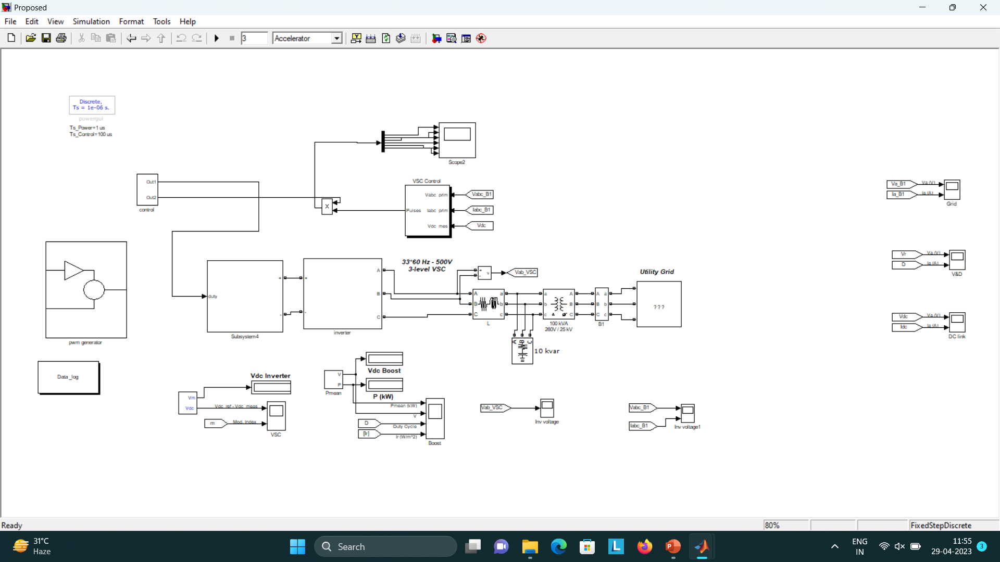 Proposed
File Edit View Simulation Format Tools Help
3 Accelerator
Discrete,
Ts = 1e-06 s.
powergui
Ts_Power=1 us
Ts_Control=100 us
Scope2
Out1
Out2
control
X
VSC Control
Vabc_prim
Pulses Iabc_prim
Vdc_mes
Vabc_B1
Iabc_B1
Vdc
Va_B1 Va (V)
Ia_B1 Ia (A)
Grid
pwm generator
duty
+
-
Subsystem4
+
-
A
B
C
inverter
33*60 Hz - 500V
3-level VSC
+
-
v
Vab_VSC
A a
B b
C c
L
a A
b B
c C
100 kVA
260V / 25 kV
A a
B b
C c
B1
Utility Grid
???
A B C
10 kvar
Vr Va (V)
D Ia (A)
V&D
Vdc Va (V)
Idc Ia (A)
DC link
Data_log
Vdc Inverter
Vm
Vdc
Vdc_ref - Vdc_meas
m Mod. Index
VSC
V
P
Pmean
Vdc Boost
P (kW)
Pmean (kW)
V
D Duty Cycle
[Ir] Ir (W/m^2)
Boost
Vab_VSC
Inv voltage
Vabc_B1
Iabc_B1
Inv voltage1
Ready 80% FixedStepDiscrete
31°C
Haze
Search
ENG
IN
11:55
29-04-2023
3